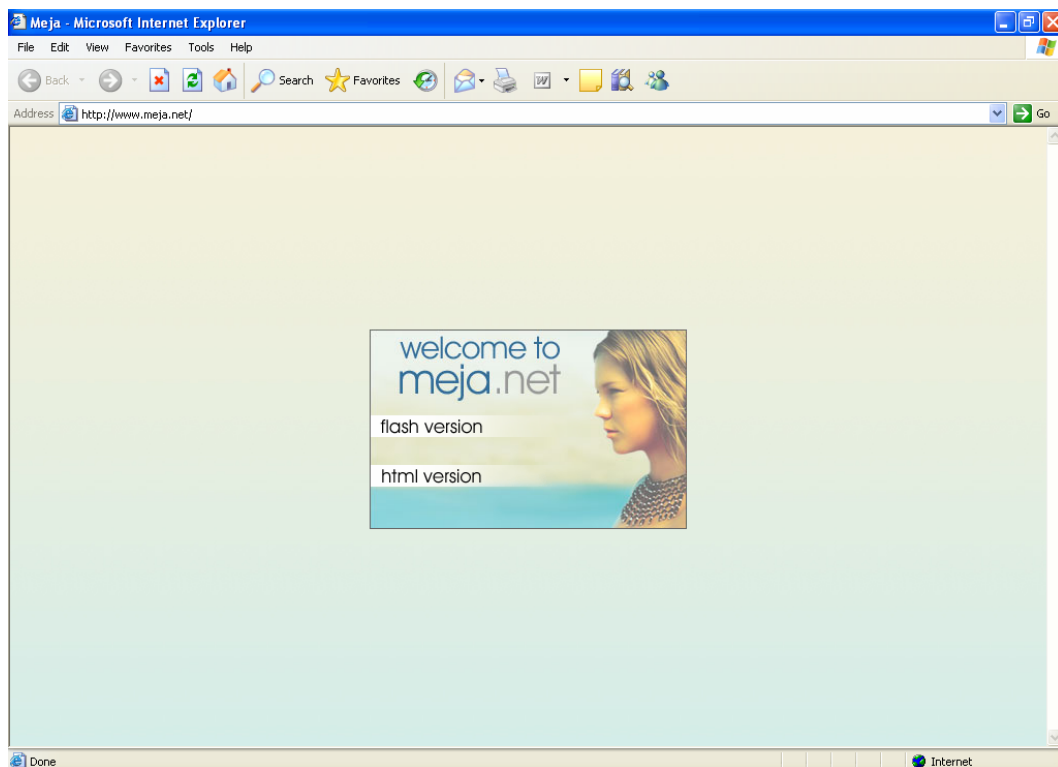 Meja - Microsoft Internet Explorer
File Edit View Favorites Tools Help
Back Search Favorites
Address http://www.meja.net/ Go
welcome to
meja.net
flash version
html version
Done Internet